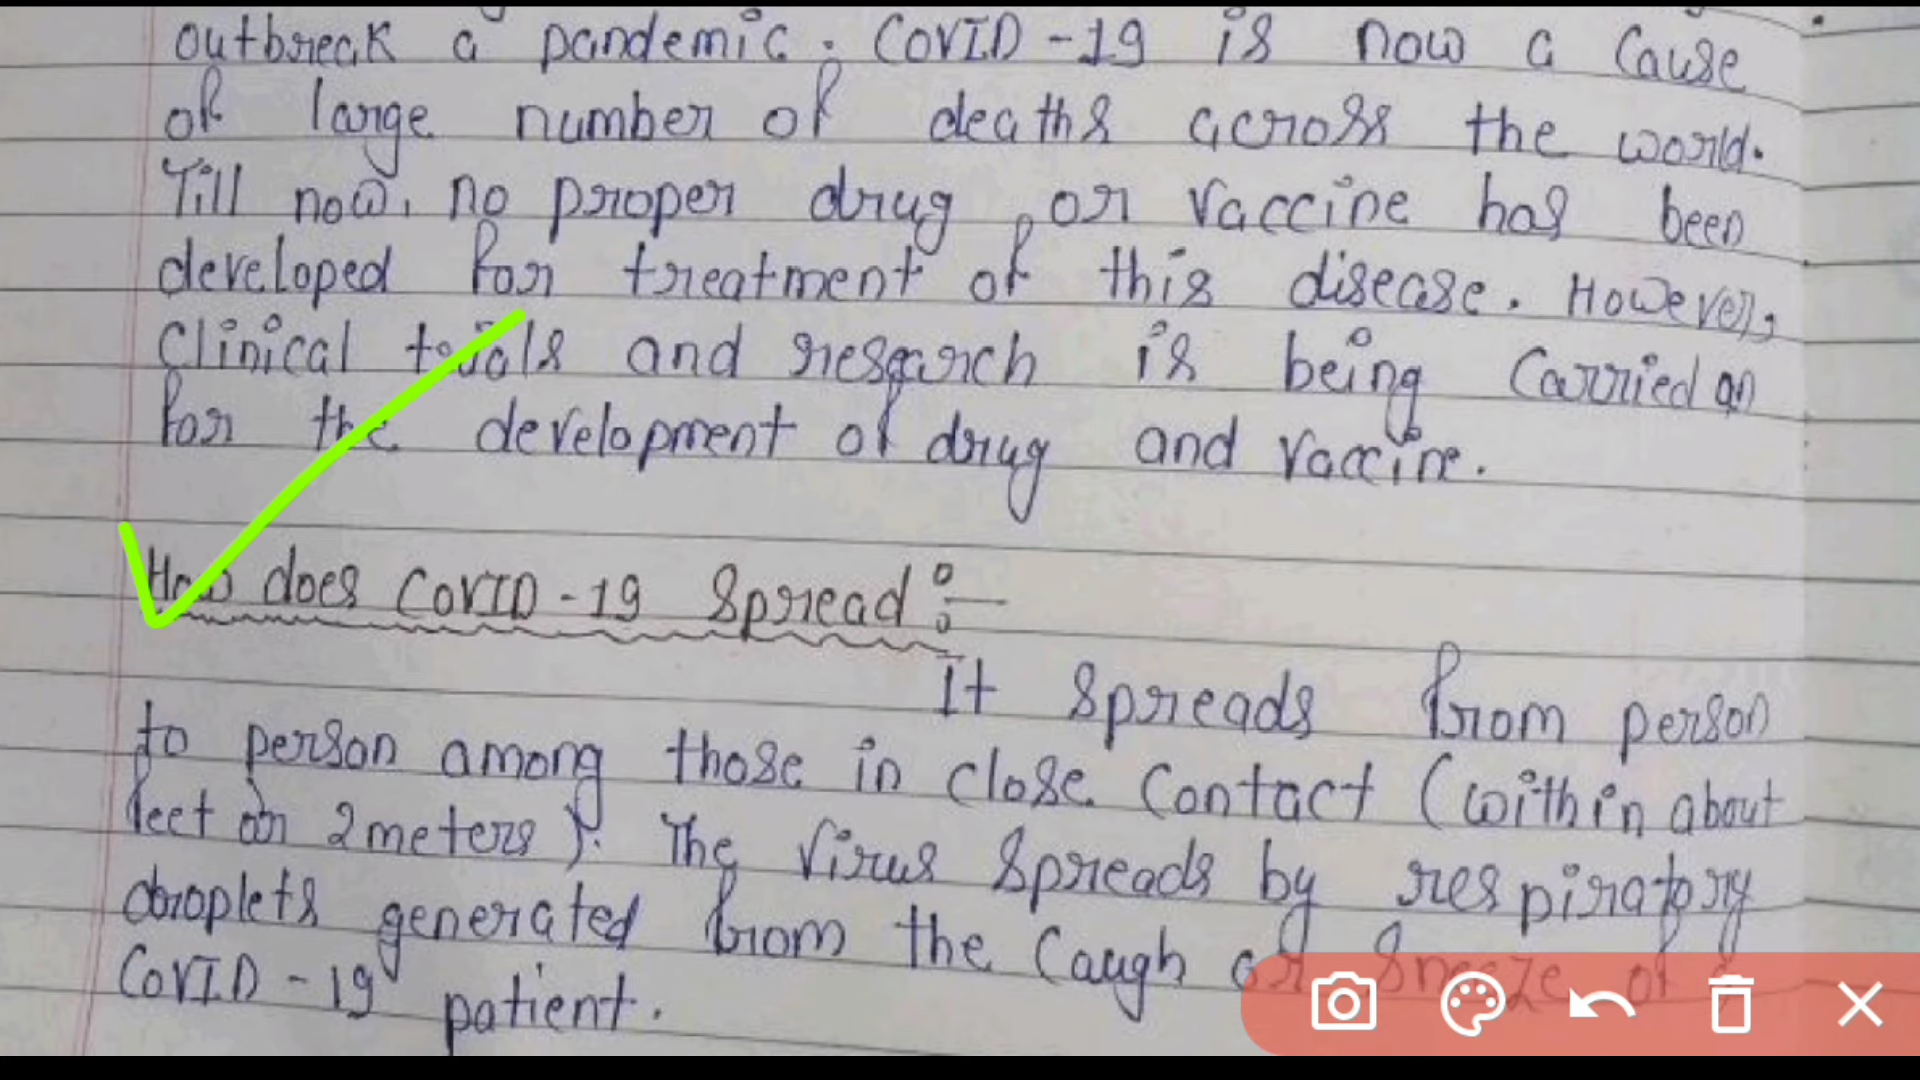 outbreak a pandemic. COVID-19 is now a Cause
of large number of deaths across the world.
Till now, no proper drug or vaccine has been
developed for treatment of this disease. However,
Clinical trials and research is being Carried on
for the development of drug and vaccine.
How does COVID-19 Spread :-
It spreads from person
to person among those in close Contact (within about
feet or 2meters). The Virus Spreads by respiratory
droplets generated from the Caugh or Sneeze of a
COVID-19 patient.